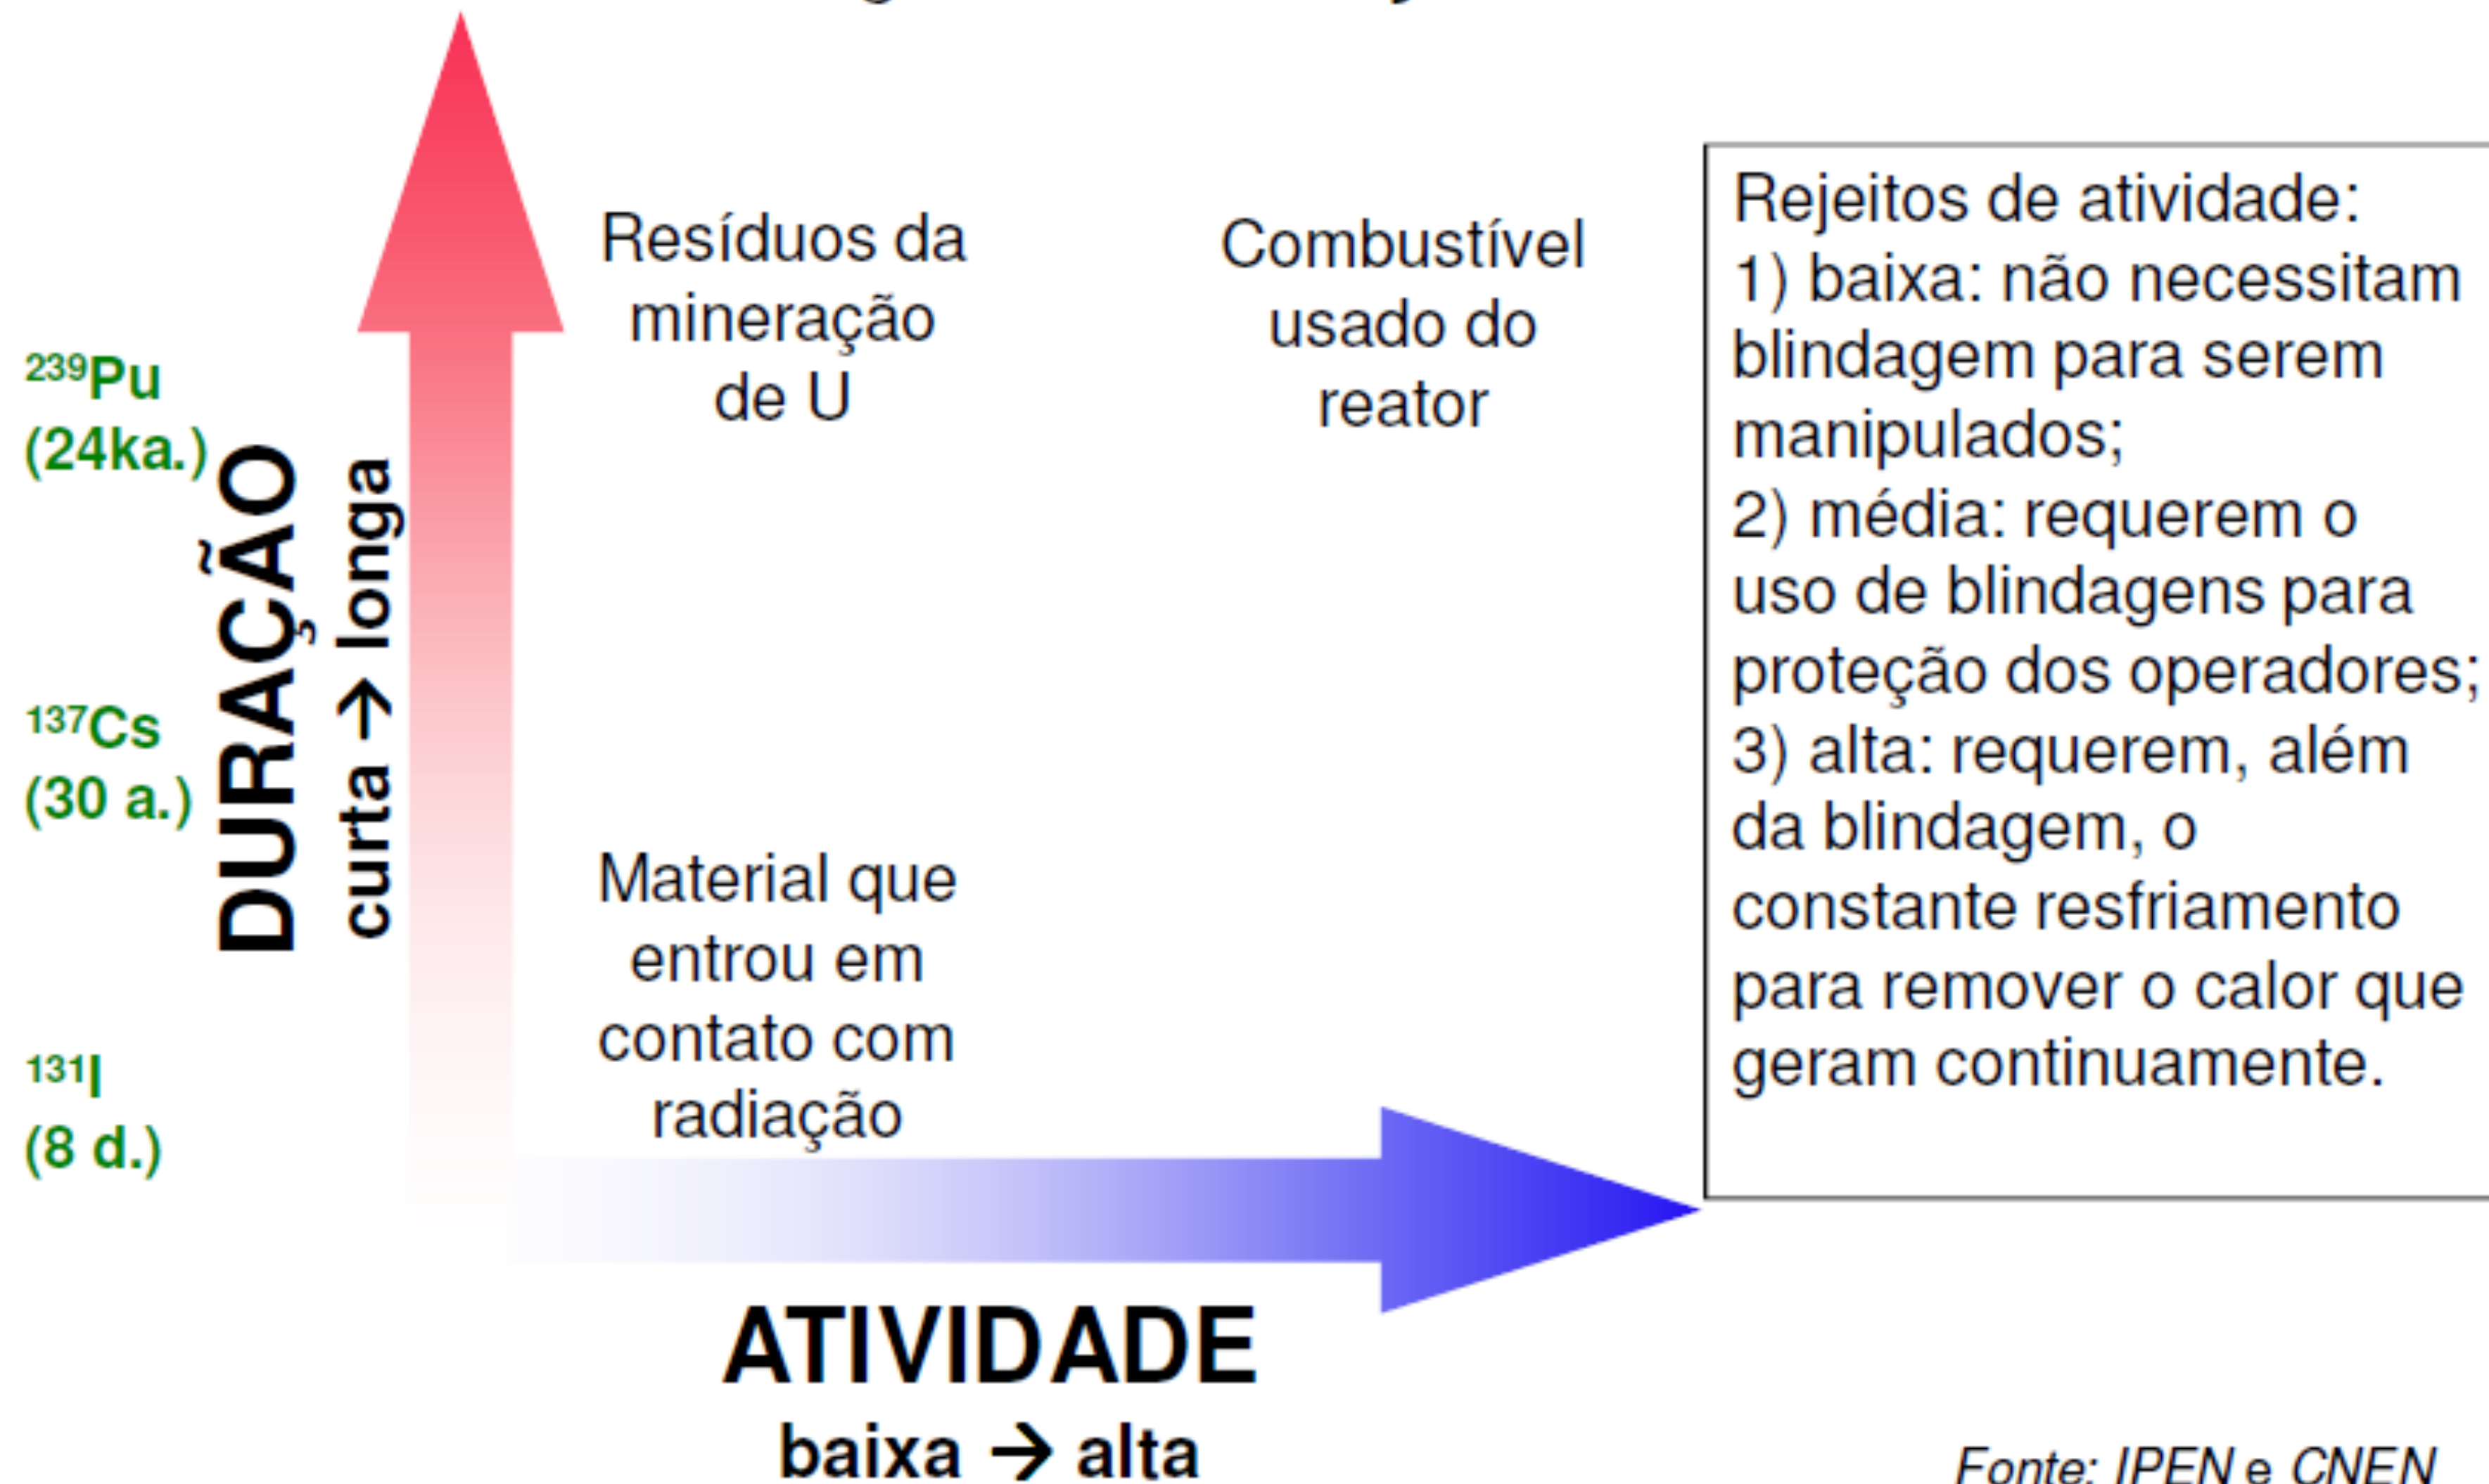 Resíduos da
mineração
de U
Combustível
usado do
reator
²³⁹Pu
(24ka.)
¹³⁷Cs
(30 a.)
¹³¹I
(8 d.)
DURAÇÃO
curta → longa
Material que
entrou em
contato com
radiação
Rejeitos de atividade:
1) baixa: não necessitam
blindagem para serem
manipulados;
2) média: requerem o
uso de blindagens para
proteção dos operadores;
3) alta: requerem, além
da blindagem, o
constante resfriamento
para remover o calor que
geram continuamente.
ATIVIDADE
baixa → alta
Fonte: IPEN e CNEN